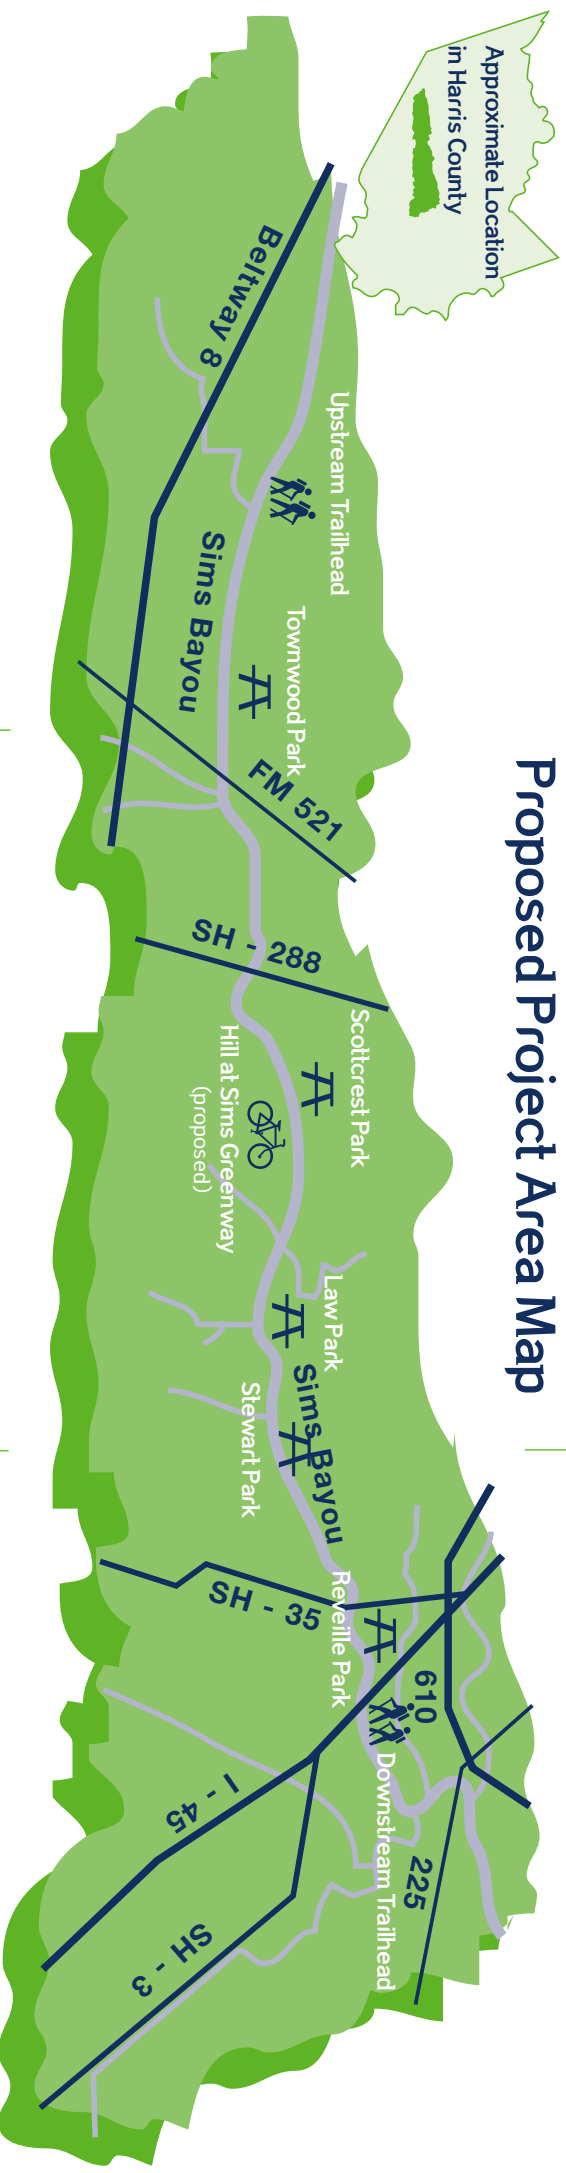 Proposed Project Area Map
Approximate Location
in Harris County
Beltway 8
Upstream Trailhead
Sims Bayou
Townwood Park
FM 521
SH - 288
Scottcrest Park
Hill at Sims Greenway
(proposed)
Law Park
Sims Bayou
Stewart Park
SH - 35
Reveille Park
610
Downstream Trailhead
I - 45
225
SH - 3